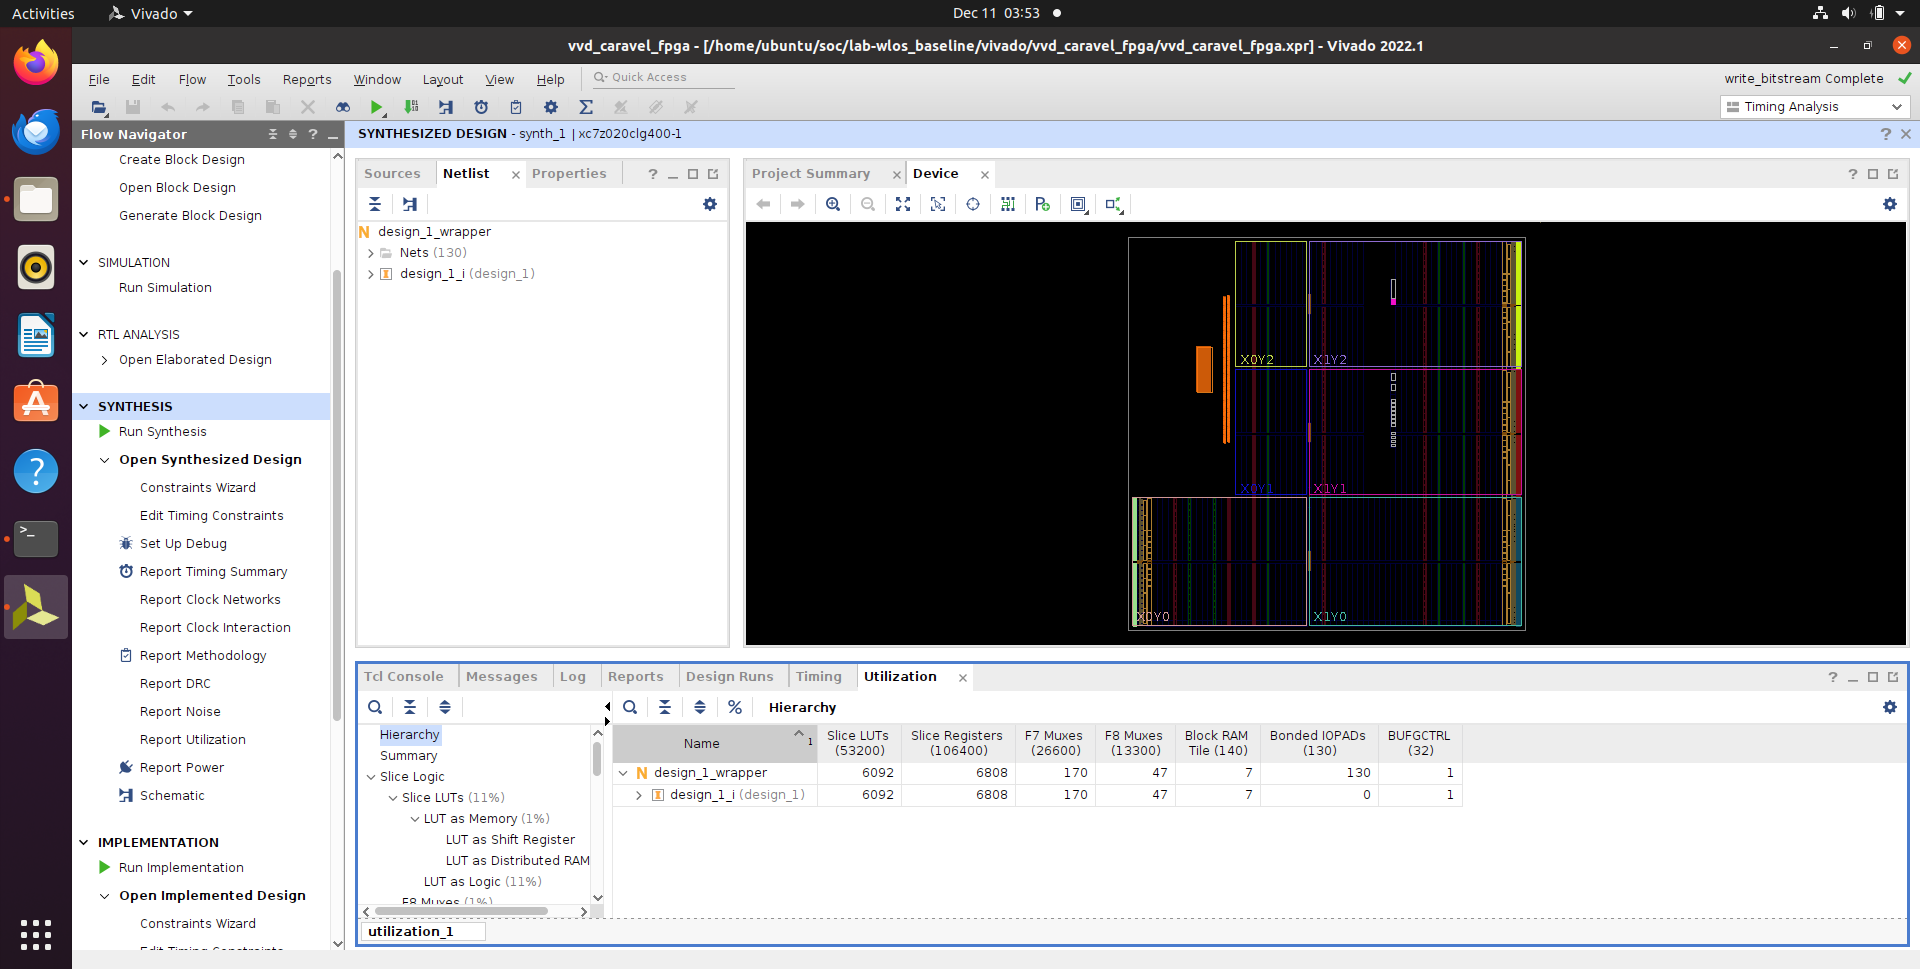 Activities
Vivado
Dec 11 03:53
vvd_caravel_fpga - [/home/ubuntu/soc/lab-wlos_baseline/vivado/vvd_caravel_fpga/vvd_caravel_fpga.xpr] - Vivado 2022.1
File Edit Flow Tools Reports Window Layout View Help
Quick Access
write_bitstream Complete
Timing Analysis
Flow Navigator
SYNTHESIZED DESIGN - synth_1 | xc7z020clg400-1
Create Block Design
Open Block Design
Generate Block Design
SIMULATION
Run Simulation
RTL ANALYSIS
Open Elaborated Design
SYNTHESIS
Run Synthesis
Open Synthesized Design
Constraints Wizard
Edit Timing Constraints
Set Up Debug
Report Timing Summary
Report Clock Networks
Report Clock Interaction
Report Methodology
Report DRC
Report Noise
Report Utilization
Report Power
Schematic
IMPLEMENTATION
Run Implementation
Open Implemented Design
Constraints Wizard
Edit Timing Constraints
Sources Netlist Properties
design_1_wrapper
Nets (130)
design_1_i (design_1)
Project Summary Device
X0Y2 X1Y2
X0Y1 X1Y1
X0Y0 X1Y0
Tcl Console Messages Log Reports Design Runs Timing Utilization
Hierarchy
Summary
Slice Logic
Slice LUTs (11%)
LUT as Memory (1%)
LUT as Shift Register
LUT as Distributed RAM
LUT as Logic (11%)
F8 Muxes (1%)
Hierarchy
Name 1 Slice LUTs (53200) Slice Registers (106400) F7 Muxes (26600) F8 Muxes (13300) Block RAM Tile (140) Bonded IOPADs (130) BUFGCTRL (32)
design_1_wrapper 6092 6808 170 47 7 130 1
design_1_i (design_1) 6092 6808 170 47 7 0 1
utilization_1